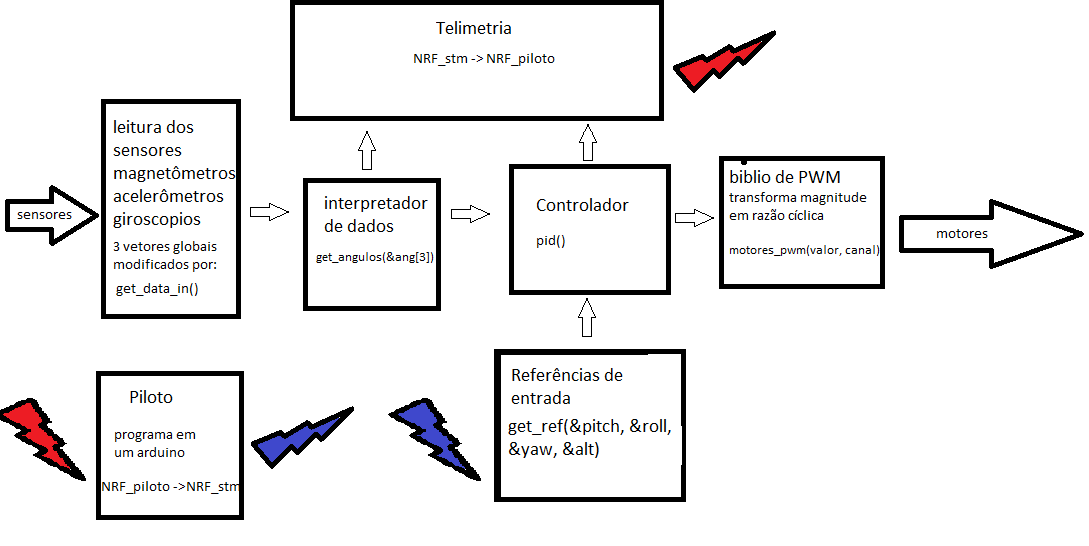 Telimetria
NRF_stm -> NRF_piloto
sensores
leitura dos
sensores
magnetômetros
acelerômetros
giroscopios
3 vetores globais
modificados por:
get_data_in()
interpretador
de dados
get_angulos(&ang[3])
Controlador
pid()
biblio de PWM
transforma magnitude
em razão cíclica
motores_pwm(valor, canal)
motores
Piloto
programa em
um arduino
NRF_piloto ->NRF_stm
Referências de
entrada
get_ref(&pitch, &roll,
&yaw, &alt)